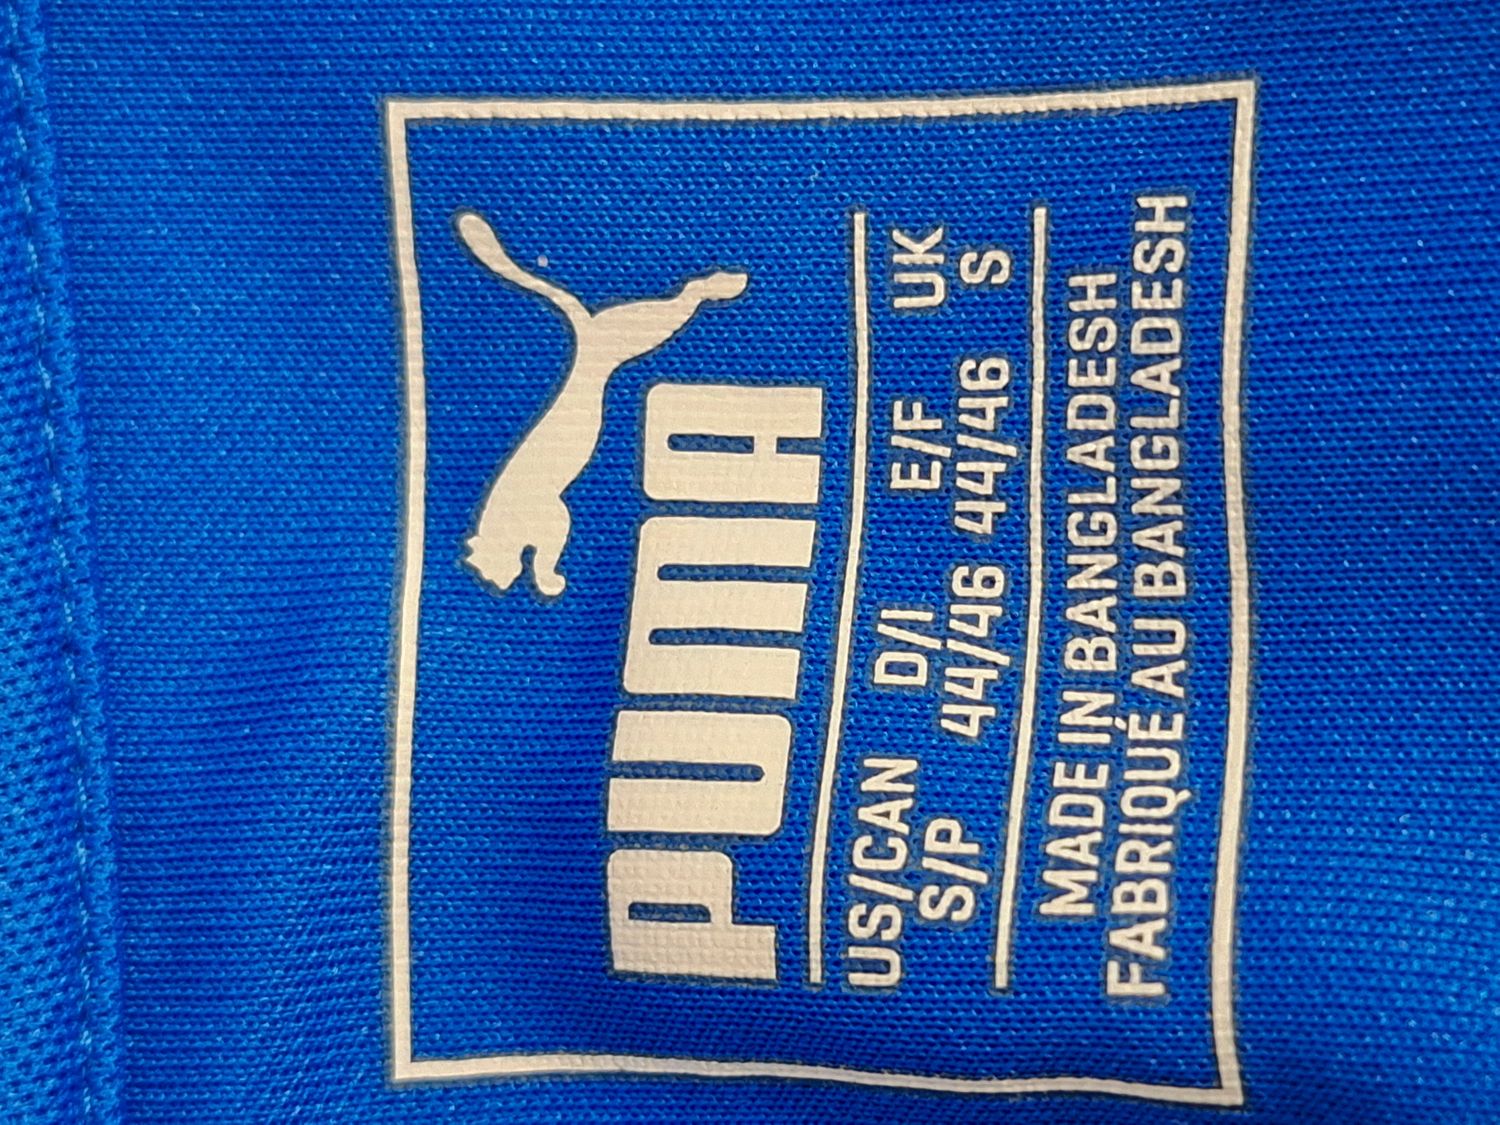 PUMA
US/CAN D/I E/F UK
S/P 44/46 44/46 S
MADE IN BANGLADESH
FABRIQUÉ AU BANGLADESH